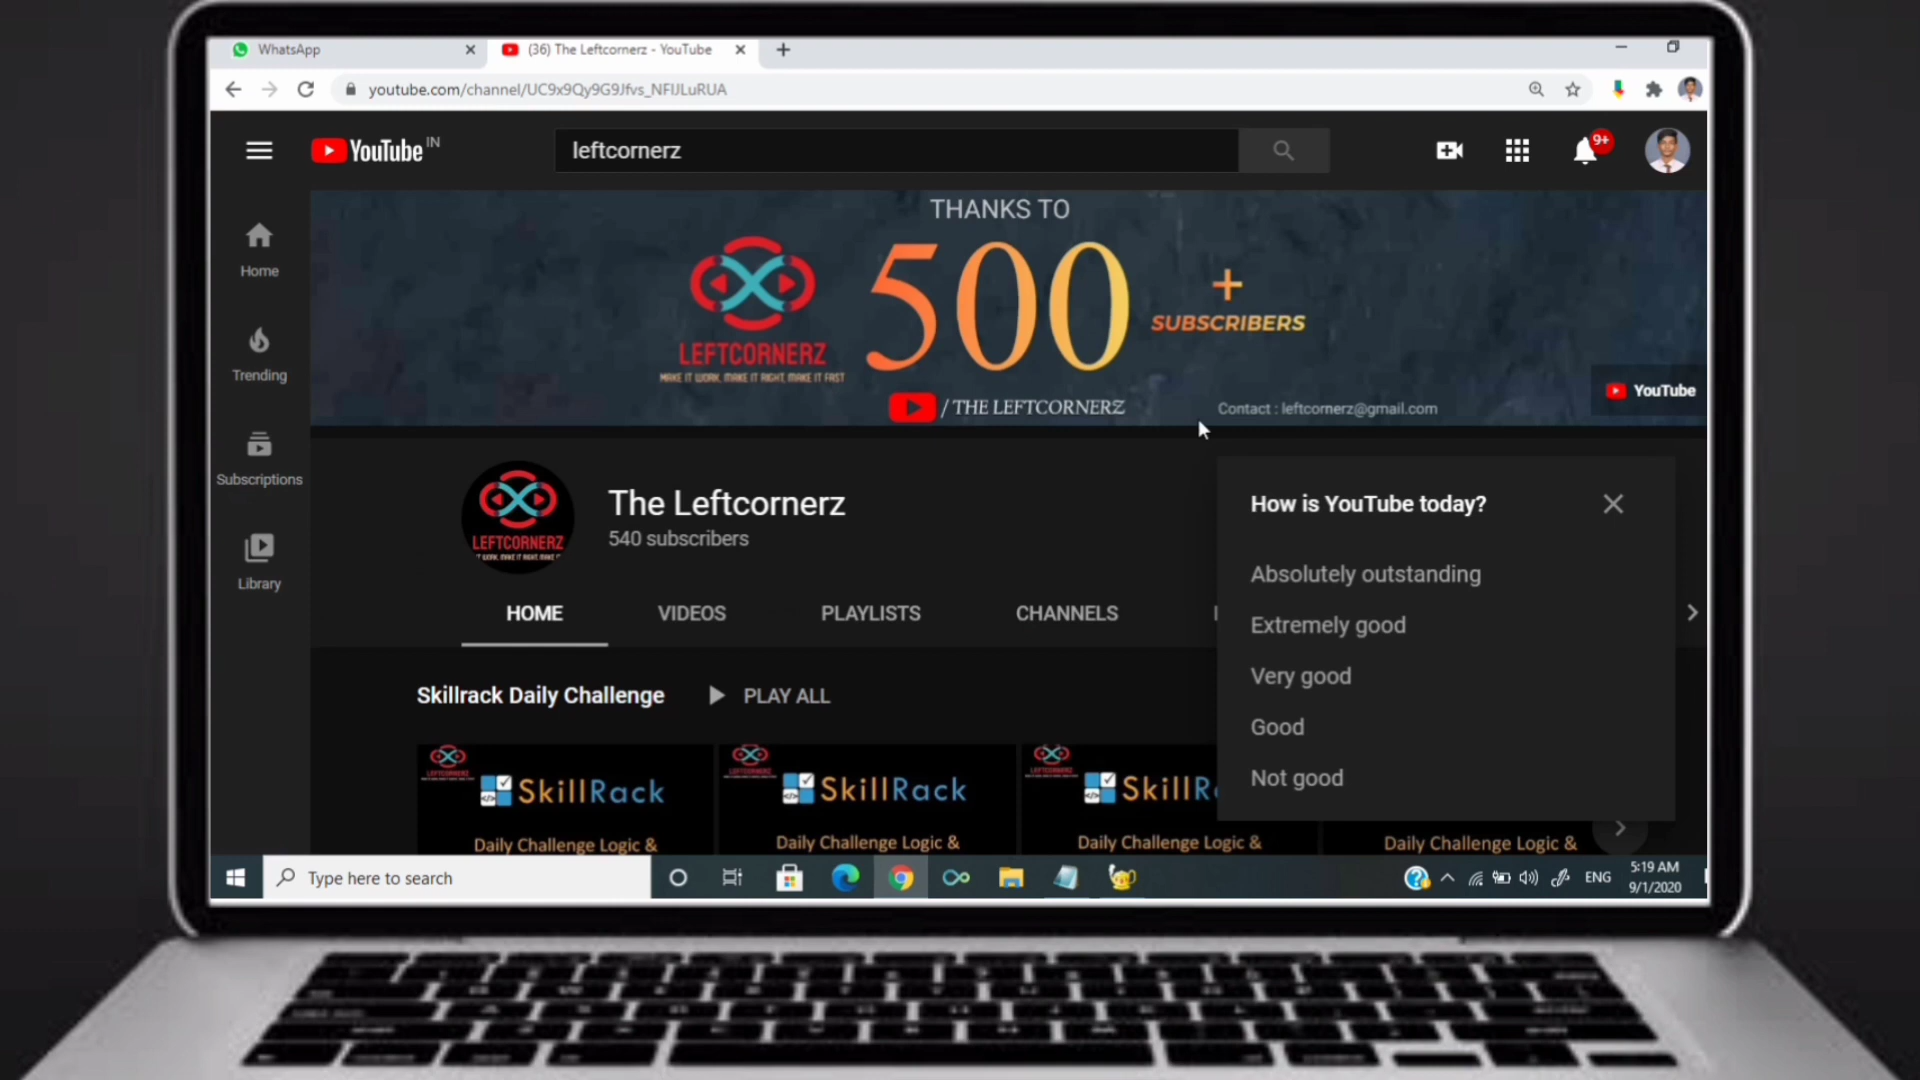 WhatsApp
(36) The Leftcornerz - YouTube
youtube.com/channel/UC9x9Qy9G9Jfvs_NFIJLuRUA
YouTube IN
leftcornerz
9+
THANKS TO
500
+
SUBSCRIBERS
LEFTCORNERZ
MAKE IT WORK, MAKE IT RIGHT, MAKE IT FAST
/ THE LEFTCORNERZ
Contact : leftcornerz@gmail.com
YouTube
Home
Trending
Subscriptions
Library
LEFTCORNERZ
The Leftcornerz
540 subscribers
How is YouTube today?
Absolutely outstanding
Extremely good
Very good
Good
Not good
HOME
VIDEOS
PLAYLISTS
CHANNELS
Skillrack Daily Challenge
PLAY ALL
LEFTCORNERZ
SkillRack
Daily Challenge Logic &
LEFTCORNERZ
SkillRack
Daily Challenge Logic &
LEFTCORNERZ
SkillR
Daily Challenge Logic &
Daily Challenge Logic &
Type here to search
ENG
5:19 AM
9/1/2020